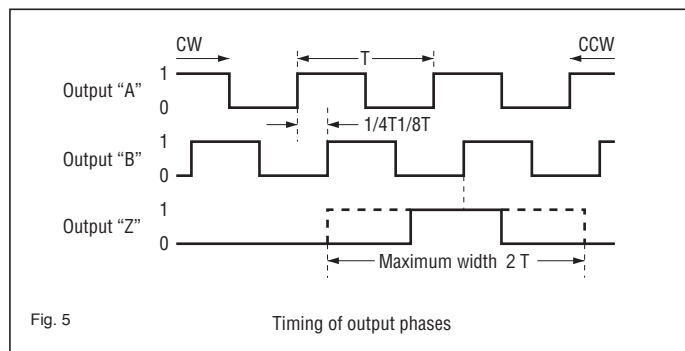 CW
T
CCW
1
Output “A”
0
1/4T1/8T
1
Output “B”
0
1
Output “Z”
0
Maximum width 2 T
Fig. 5
Timing of output phases